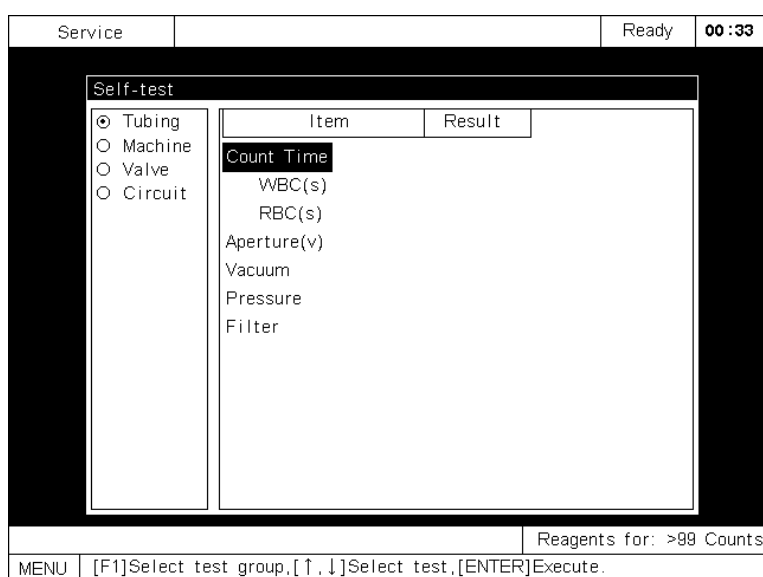 Service Ready 00:33
Self-test
Tubing
Machine
Valve
Circuit
Item Result
Count Time
WBC(s)
RBC(s)
Aperture(v)
Vacuum
Pressure
Filter
Reagents for: >99 Counts
MENU [F1]Select test group,[↑,↓]Select test,[ENTER]Execute.